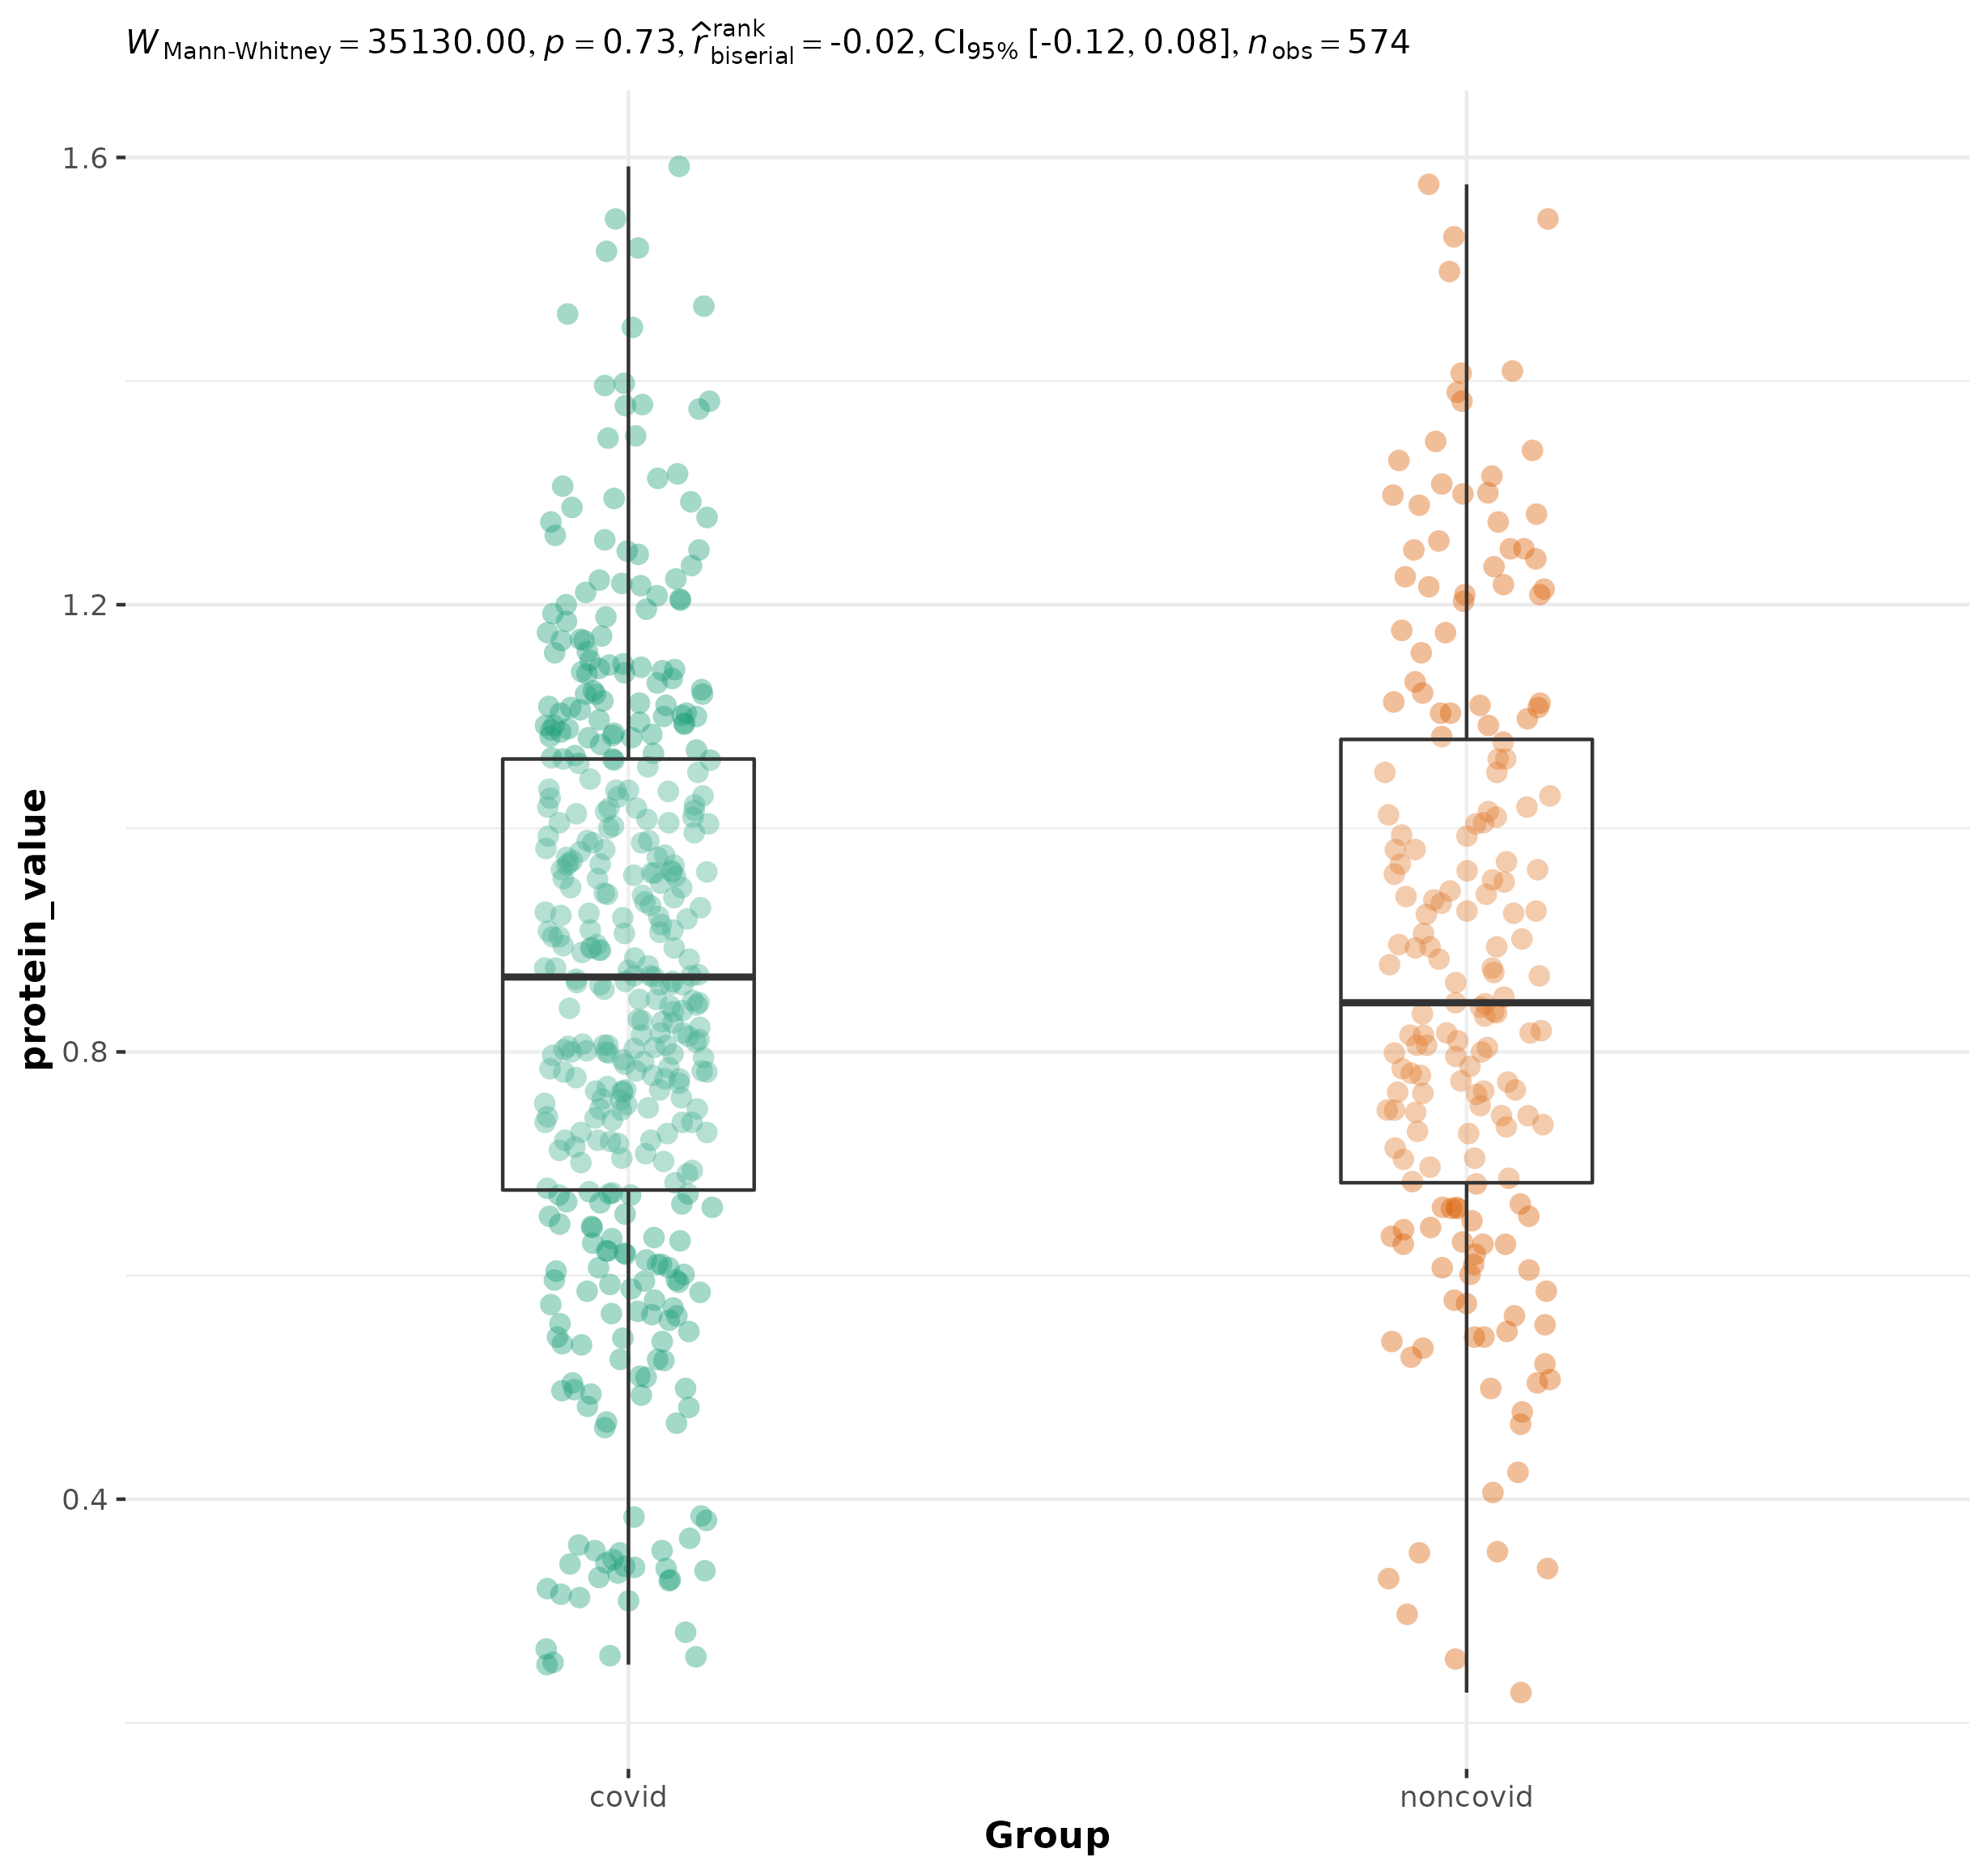 W Mann-Whitney = 35130.00, p = 0.73, r̂ rank biserial = -0.02, CI95% [-0.12, 0.08], n obs = 574
1.6
1.2
0.8
0.4
protein_value
covid noncovid
Group